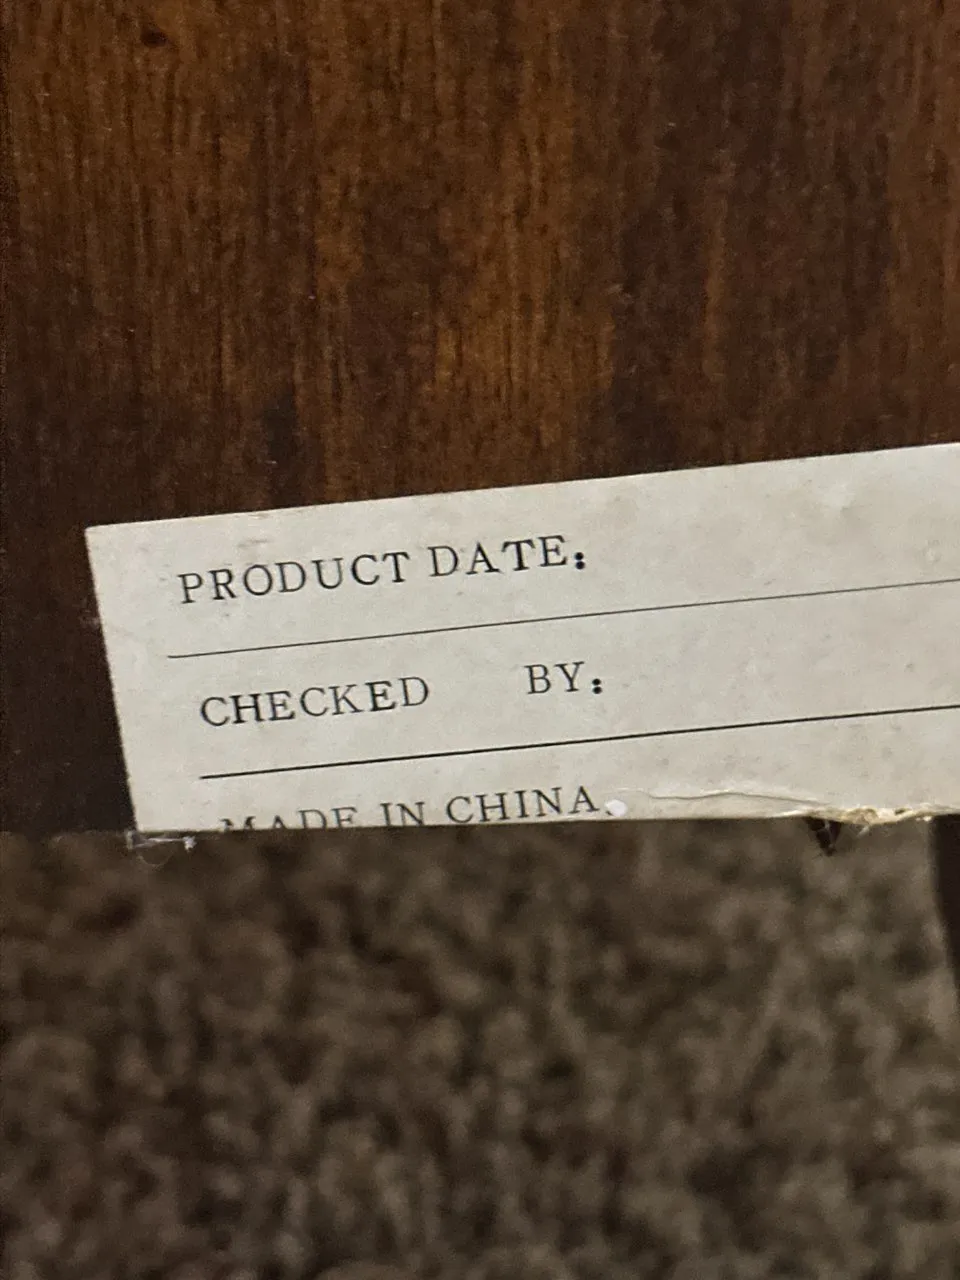 PRODUCT DATE:
CHECKED BY:
MADE IN CHINA.